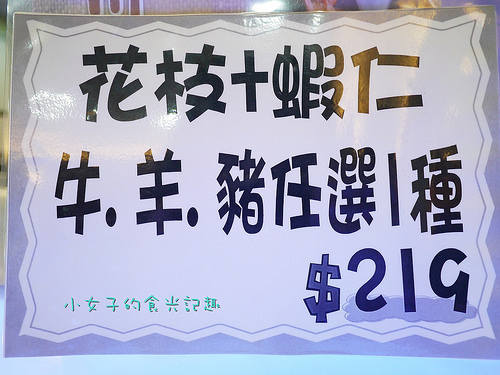 花枝+蝦仁
牛.羊.豬任選1種
$219
小女子的食光記趣